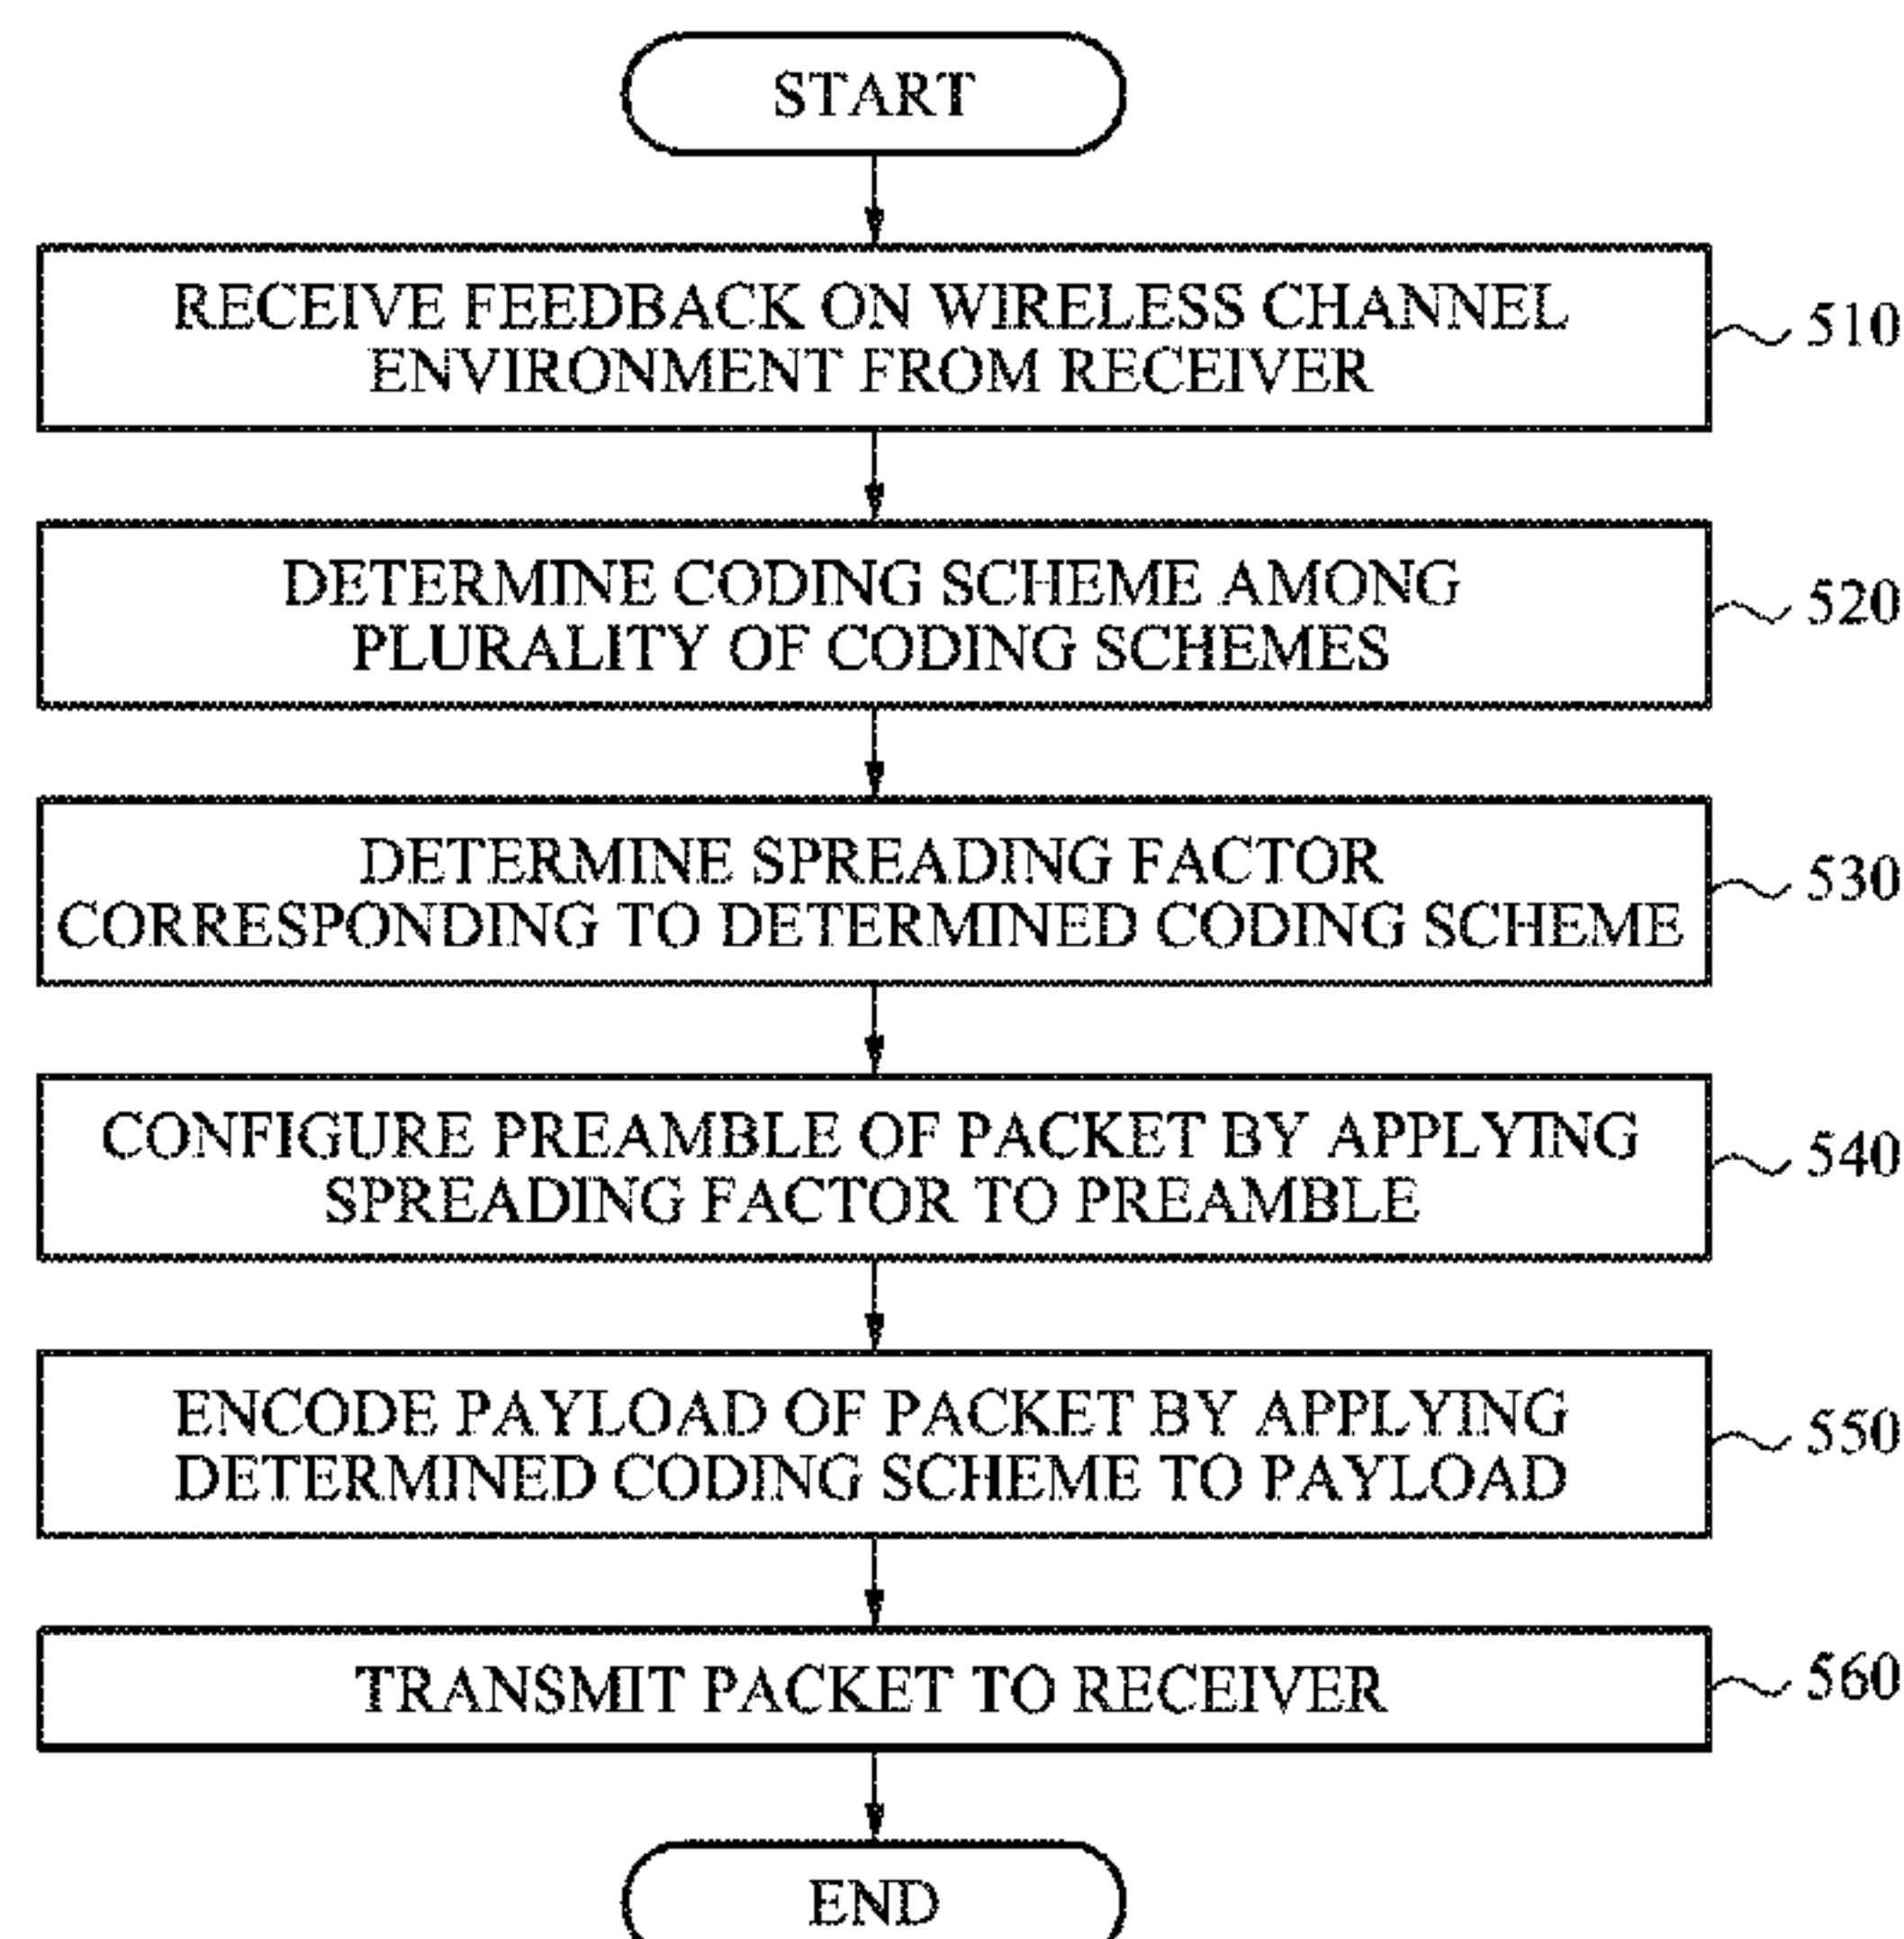 START
RECEIVE FEEDBACK ON WIRELESS CHANNEL
ENVIRONMENT FROM RECEIVER
510
DETERMINE CODING SCHEME AMONG
PLURALITY OF CODING SCHEMES
520
DETERMINE SPREADING FACTOR
CORRESPONDING TO DETERMINED CODING SCHEME
530
CONFIGURE PREAMBLE OF PACKET BY APPLYING
SPREADING FACTOR TO PREAMBLE
540
ENCODE PAYLOAD OF PACKET BY APPLYING
DETERMINED CODING SCHEME TO PAYLOAD
550
TRANSMIT PACKET TO RECEIVER
560
END